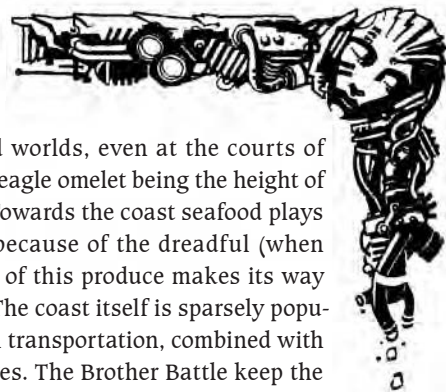 worlds, even at the courts of
eagle omelet being the height of
owards the coast seafood plays
because of the dreadful (when
of this produce makes its way
The coast itself is sparsely popu-
transportation, combined with
es. The Brother Battle keep the